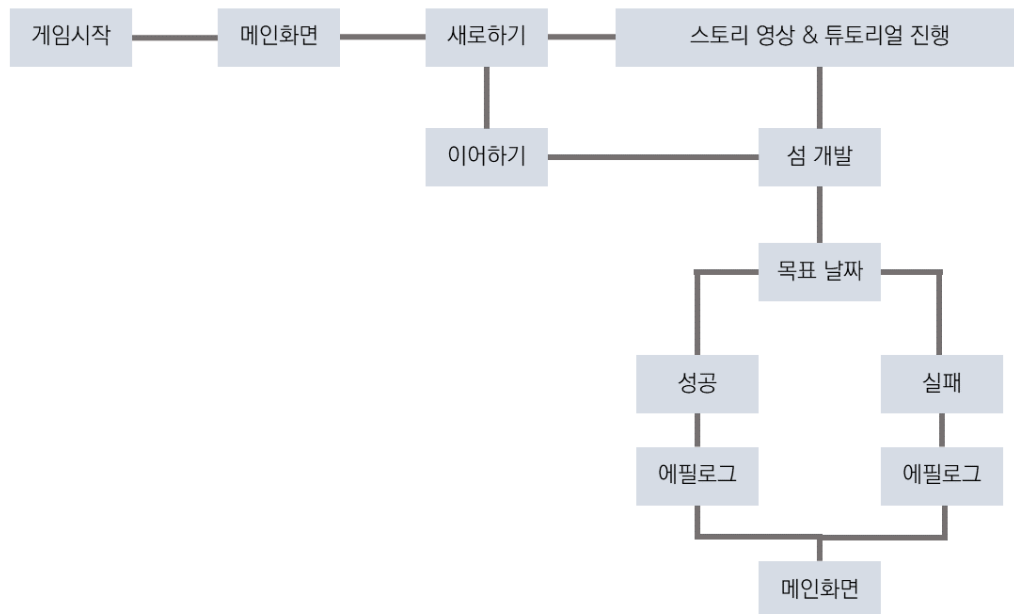 게임시작
메인화면
새로하기
스토리 영상 & 튜토리얼 진행
이어하기
섬 개발
목표 날짜
성공
실패
에필로그
에필로그
메인화면